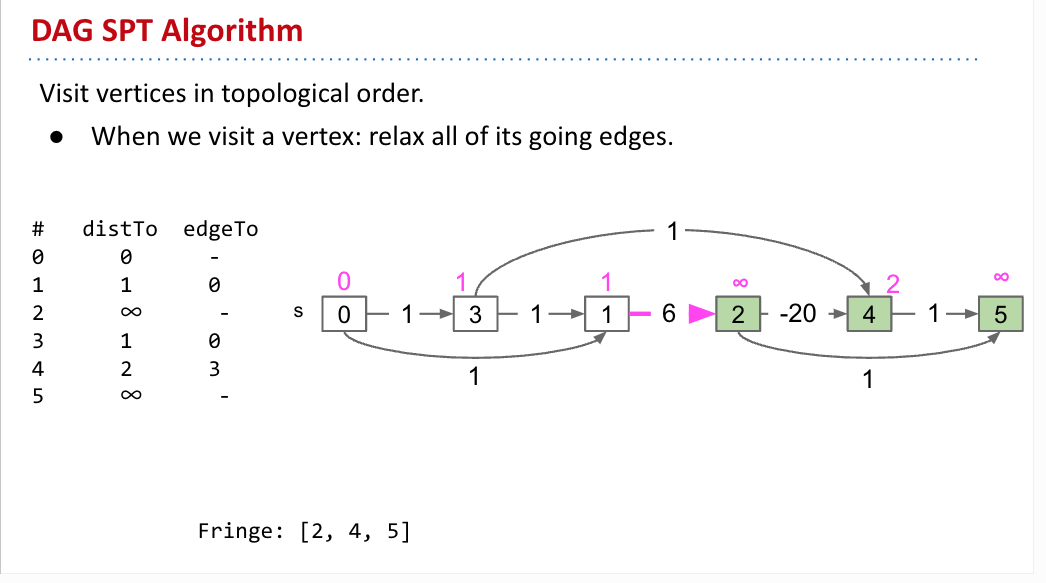 DAG SPT Algorithm
Visit vertices in topological order.
● When we visit a vertex: relax all of its going edges.
# distTo edgeTo
0 0 -
1 1 0
2 ∞ -
3 1 0
4 2 3
5 ∞ -
1
0 1 1 ∞ 2 ∞
s 0 1 3 1 1 6 2 -20 4 1 5
1 1
Fringe: [2, 4, 5]